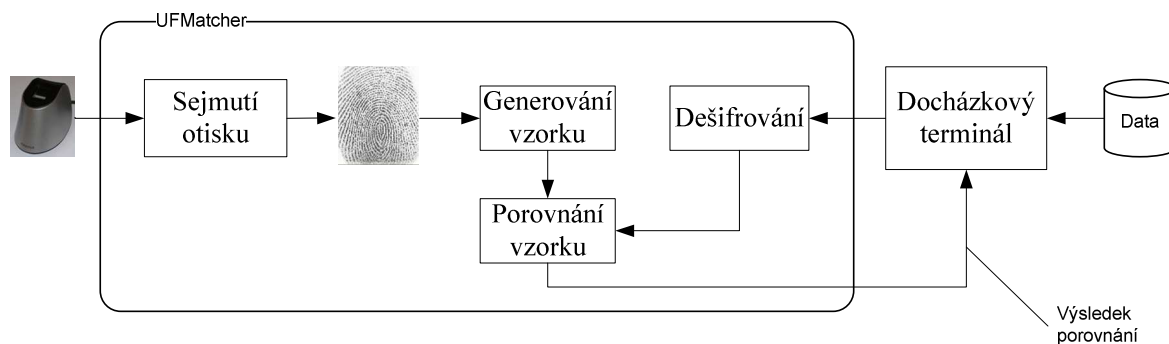 UFMatcher
Sejmutí
otisku
Generování
vzorku
Dešifrování
Docházkový
terminál
Data
Porovnání
vzorku
Výsledek
porovnání